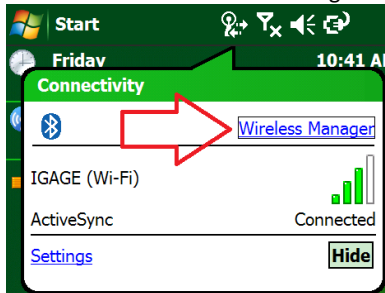 Start
Friday 10:41 A
Connectivity
Wireless Manager
IGAGE (Wi-Fi)
ActiveSync Connected
Settings Hide